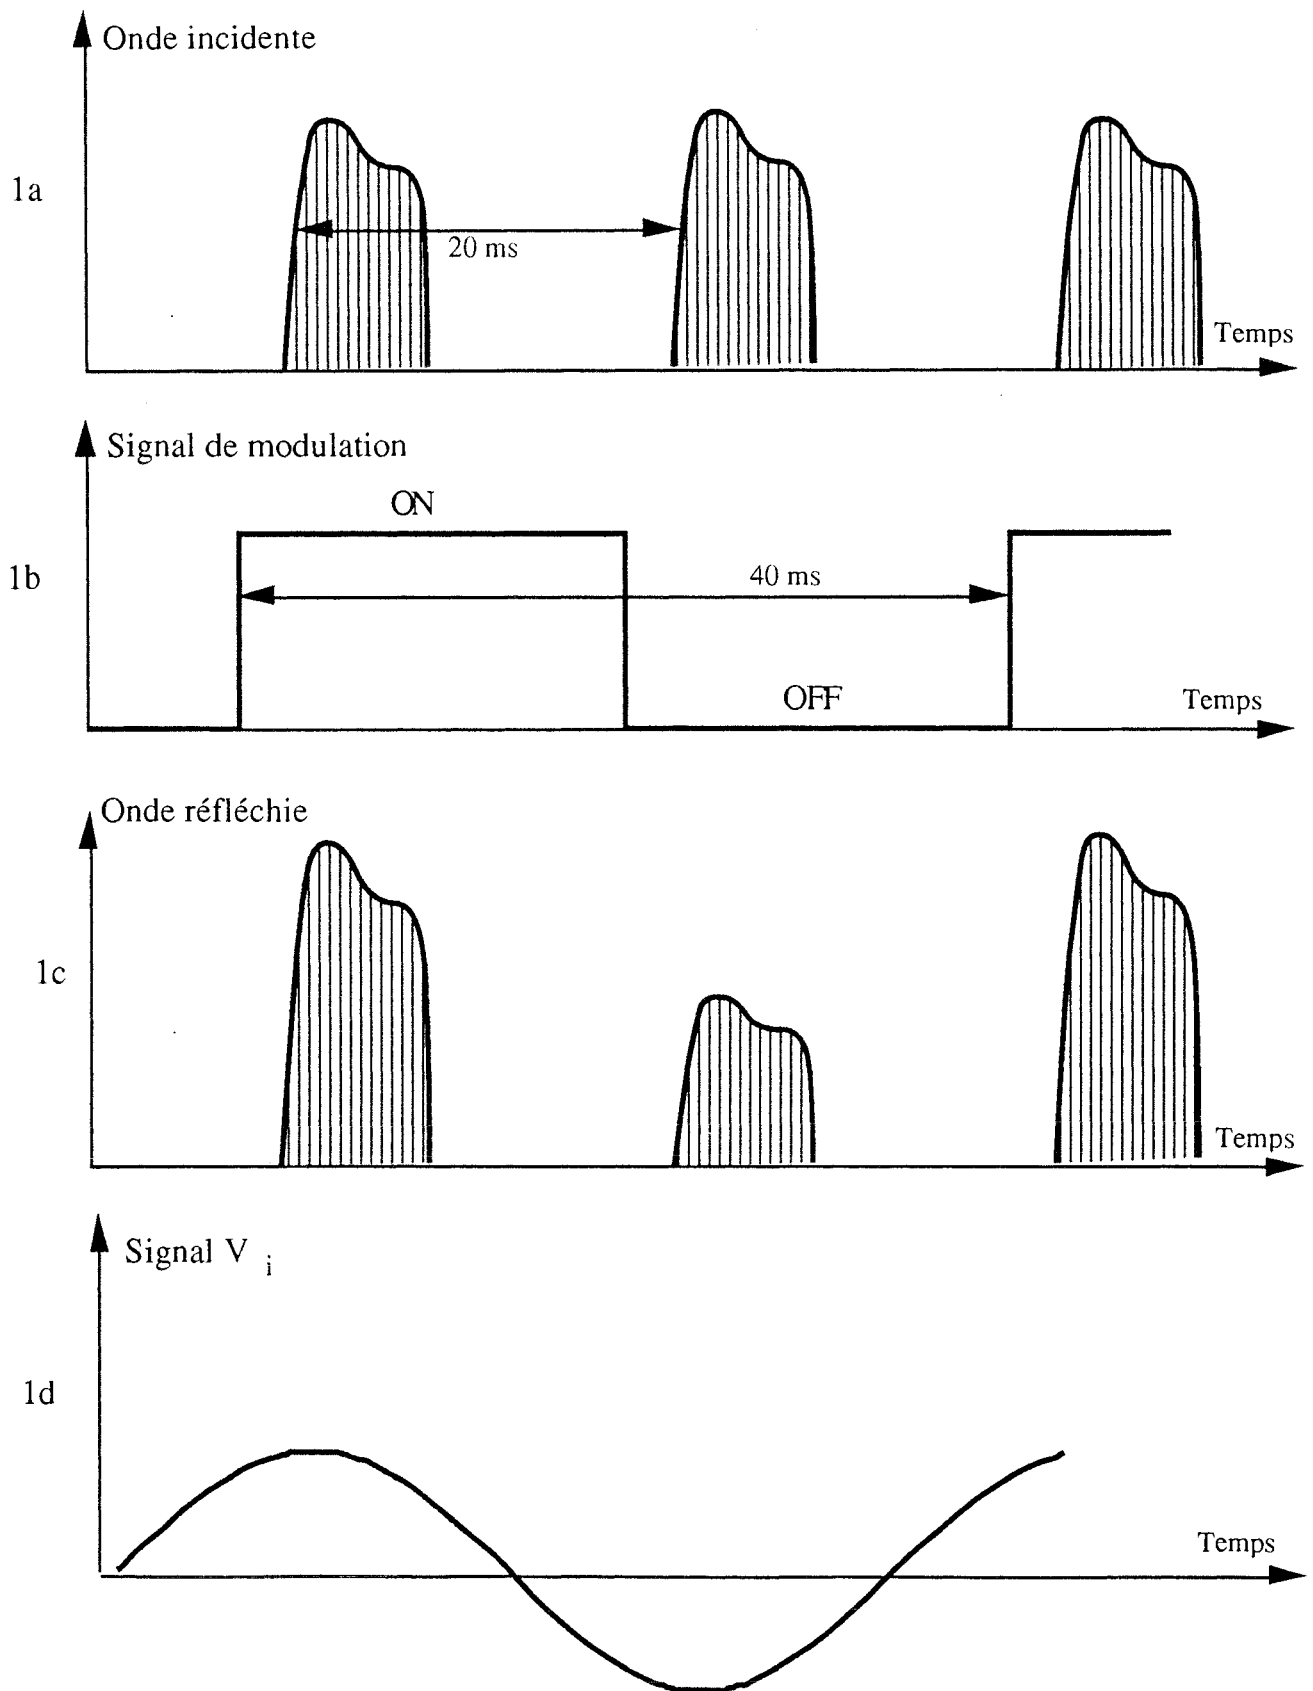 Onde incidente
1a
20 ms
Temps
Signal de modulation
ON
1b
40 ms
OFF
Temps
Onde réfléchie
1c
Temps
Signal V i
1d
Temps